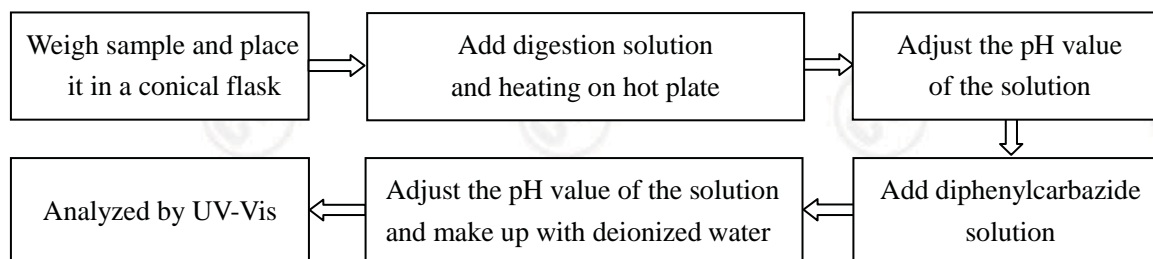 Weigh sample and place
it in a conical flask
Add digestion solution
and heating on hot plate
Adjust the pH value
of the solution
Add diphenylcarbazide
solution
Adjust the pH value of the solution
and make up with deionized water
Analyzed by UV-Vis